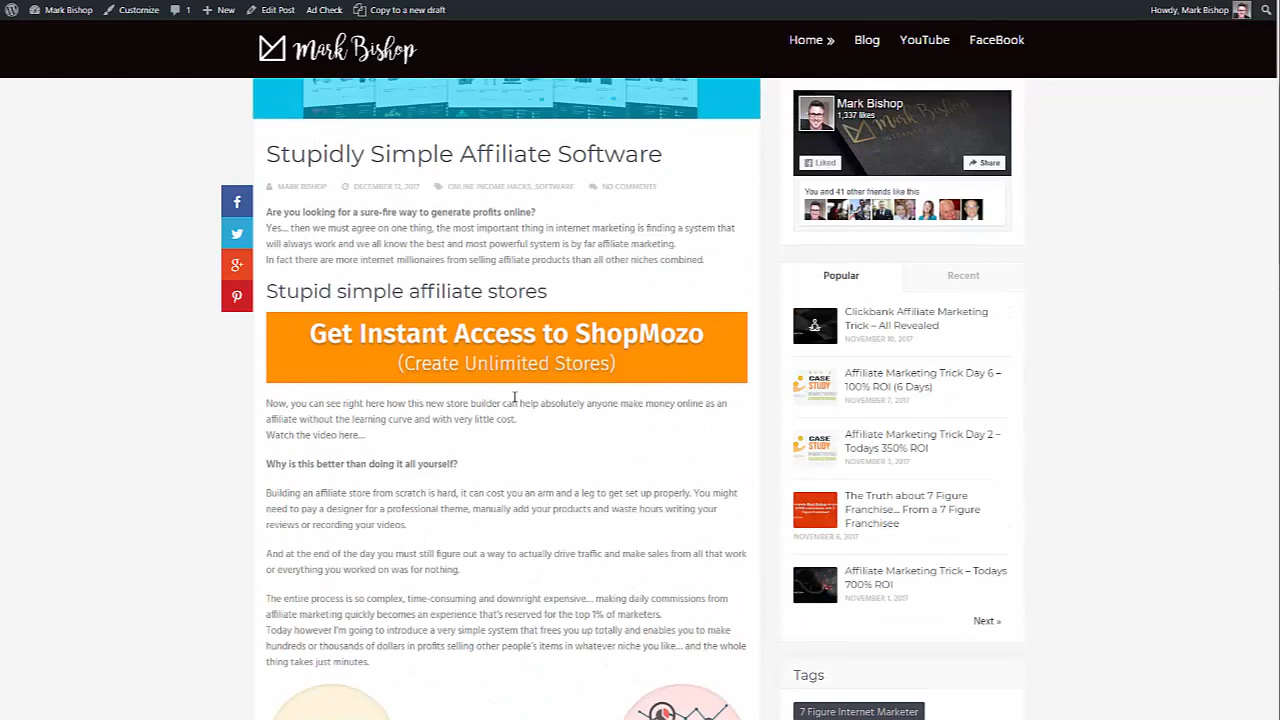 Mark Bishop
Customize
1
New
Edit Post
Ad Check
Copy to a new draft
Howdy, Mark Bishop
Mark Bishop
Home »
Blog
YouTube
FaceBook
Stupidly Simple Affiliate Software
MARK BISHOP
DECEMBER 12, 2017
ONLINE INCOME HACKS, SOFTWARE
NO COMMENTS
Are you looking for a sure-fire way to generate profits online?
Yes... then we must agree on one thing, the most important thing in internet marketing is finding a system that
will always work and we all know the best and most powerful system is by far affiliate marketing.
In fact there are more internet millionaires from selling affiliate products than all other niches combined.
Stupid simple affiliate stores
Get Instant Access to ShopMozo
(Create Unlimited Stores)
Now, you can see right here how this new store builder can help absolutely anyone make money online as an
affiliate without the learning curve and with very little cost.
Watch the video here...
Why is this better than doing it all yourself?
Building an affiliate store from scratch is hard, it can cost you an arm and a leg to get set up properly. You might
need to pay a designer for a professional theme, manually add your products and waste hours writing your
reviews or recording your videos.
And at the end of the day you must still figure out a way to actually drive traffic and make sales from all that work
or everything you worked on was for nothing.
The entire process is so complex, time-consuming and downright expensive... making daily commissions from
affiliate marketing quickly becomes an experience that's reserved for the top 1% of marketers.
Today however I'm going to introduce a very simple system that frees you up totally and enables you to make
hundreds or thousands of dollars in profits selling other people's items in whatever niche you like... and the whole
thing takes just minutes.
Mark Bishop
1,337 likes
Liked
Share
You and 41 other friends like this
Popular
Recent
Clickbank Affiliate Marketing
Trick – All Revealed
NOVEMBER 10, 2017
CASE
STUDY
Affiliate Marketing Trick Day 6 –
100% ROI (6 Days)
NOVEMBER 7, 2017
CASE
STUDY
Affiliate Marketing Trick Day 2 –
Todays 350% ROI
NOVEMBER 3, 2017
The Truth about 7 Figure
Franchise... From a 7 Figure
Franchisee
NOVEMBER 6, 2017
Affiliate Marketing Trick – Todays
700% ROI
NOVEMBER 1, 2017
Next »
Tags
7 Figure Internet Marketer